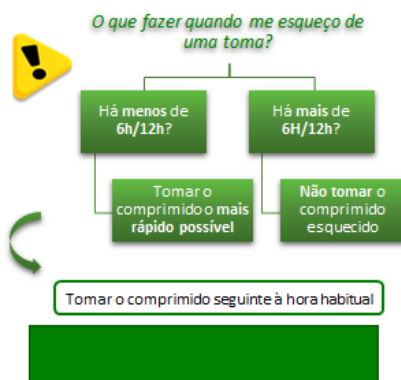 O que fazer quando me esqueço de
uma toma?
Há menos de
6h/12h?
Há mais de
6H/12h?
Tomar o
comprimido o mais
rápido possível
Não tomar o
comprimido
esquecido
Tomar o comprimido seguinte à hora habitual